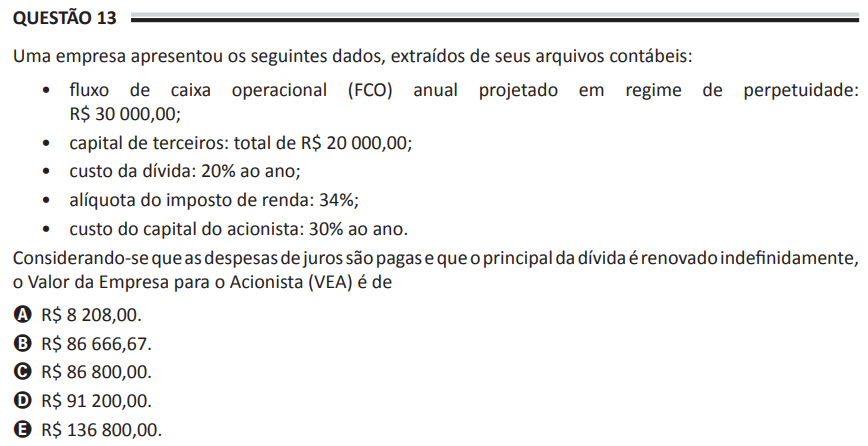 QUESTÃO 13
Uma empresa apresentou os seguintes dados, extraídos de seus arquivos contábeis:
• fluxo de caixa operacional (FCO) anual projetado em regime de perpetuidade:
R$ 30 000,00;
• capital de terceiros: total de R$ 20 000,00;
• custo da dívida: 20% ao ano;
• alíquota do imposto de renda: 34%;
• custo do capital do acionista: 30% ao ano.
Considerando-se que as despesas de juros são pagas e que o principal da dívida é renovado indefinidamente,
o Valor da Empresa para o Acionista (VEA) é de
A R$ 8 208,00.
B R$ 86 666,67.
C R$ 86 800,00.
D R$ 91 200,00.
E R$ 136 800,00.